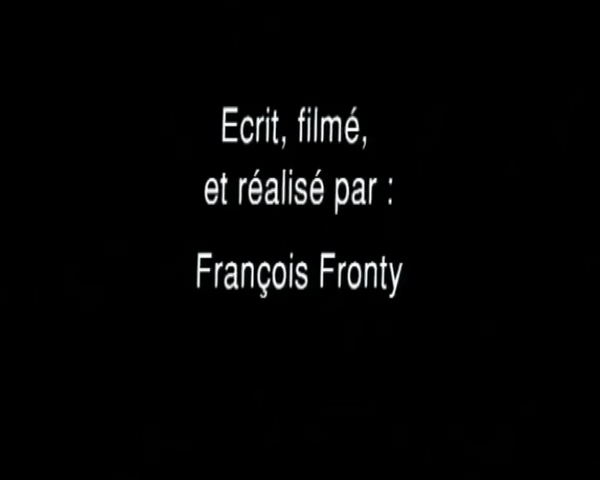 Ecrit, filmé,
et réalisé par :
François Fronty